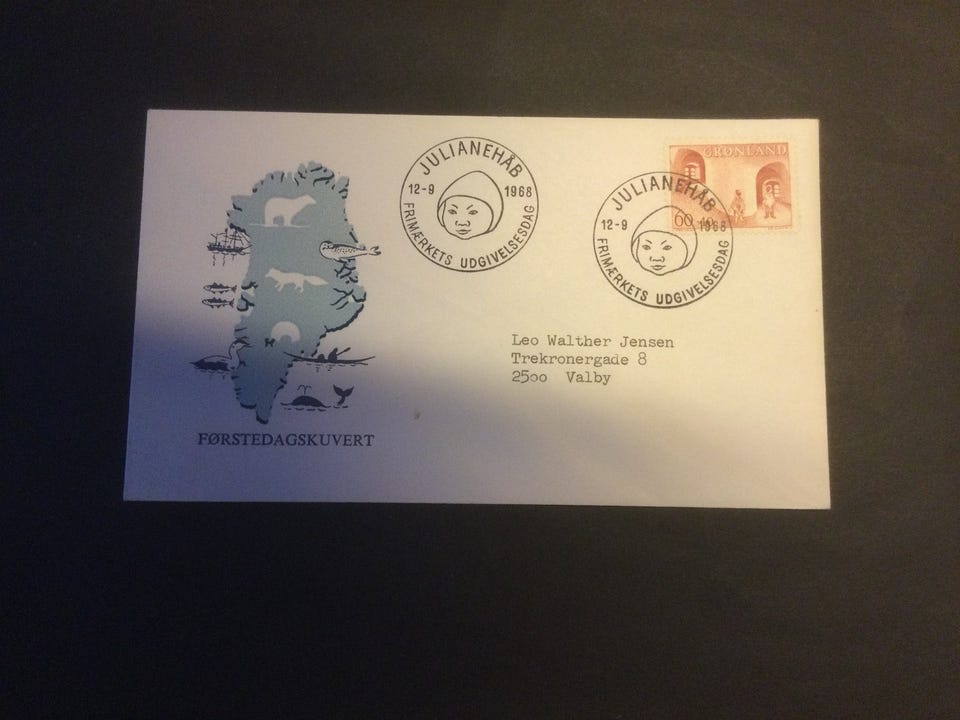 JULIANEHÅB
12-9 1968
FRIMÆRKETS UDGIVELSESDAG
GRØNLAND
60+10
JULIANEHÅB
12-9 1968
FRIMÆRKETS UDGIVELSESDAG
Leo Walther Jensen
Trekronergade 8
2500 Valby
FØRSTEDAGSKUVERT